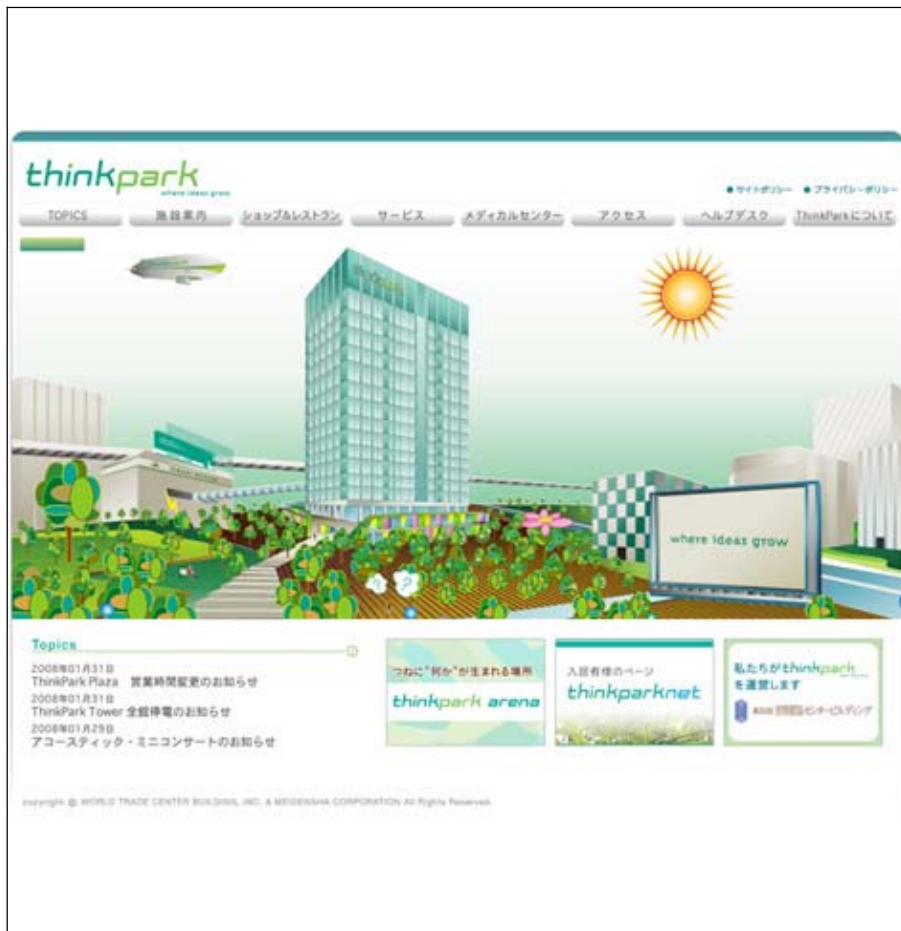 thinkpark
where ideas grow
● サイトポリシー ● プライバシーポリシー
TOPICS 施設案内 ショップ&レストラン サービス メディカルセンター アクセス ヘルプデスク ThinkParkについて
where ideas grow
Topics
2008年01月31日
ThinkPark Plaza 営業時間変更のお知らせ
2008年01月31日
ThinkPark Tower 全館停電のお知らせ
2008年01月29日
アコースティック・ミニコンサートのお知らせ
つねに"何か"が生まれる場所
thinkpark arena
入居者様のページ
thinkparknet
私たちがthinkpark
を運営します
センタービルディング
copyright @ WORLD TRADE CENTER BUILDING, INC. & MEIDENSHA CORPORATION All Rights Reserved.